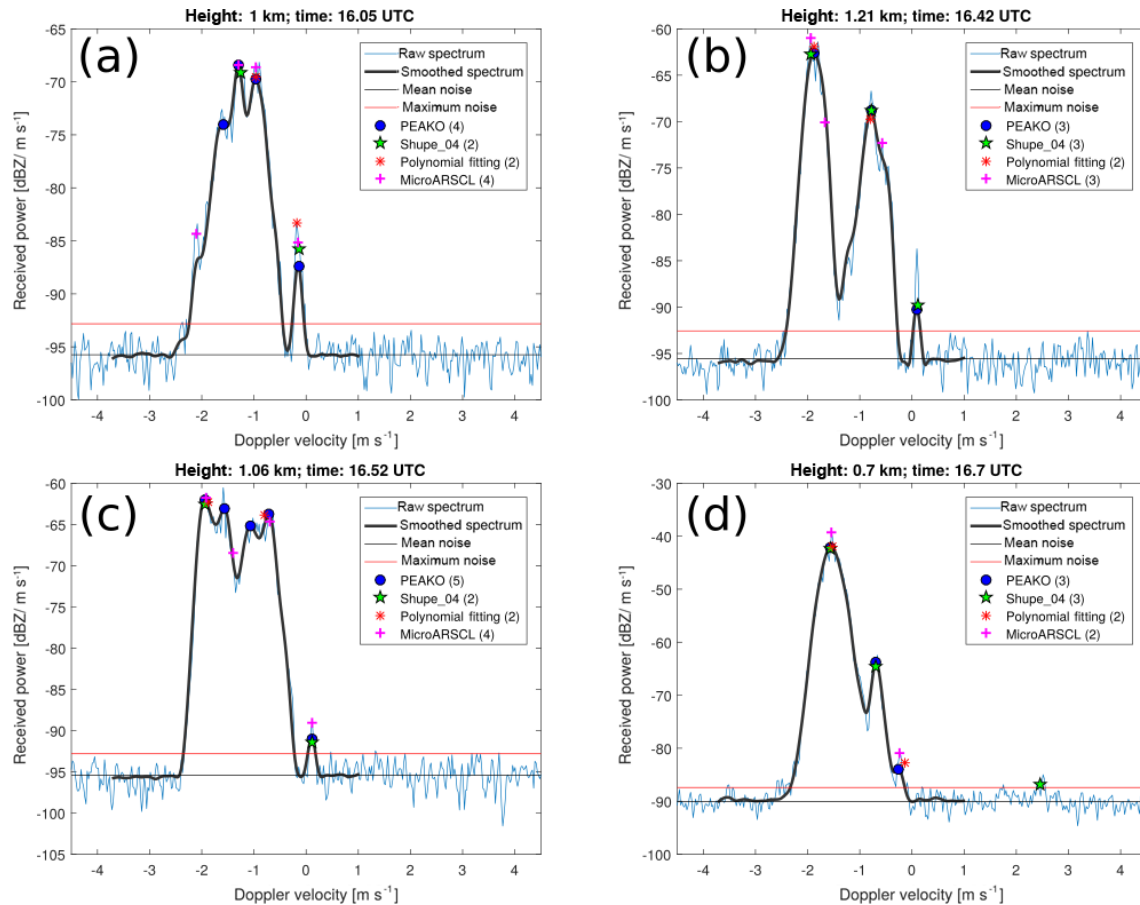 Height: 1 km; time: 16.05 UTC
(a)
Received power [dBZ/ m s⁻¹]
-65
-70
-75
-80
-85
-90
-95
-100
Raw spectrum
Smoothed spectrum
Mean noise
Maximum noise
PEAKO (4)
Shupe_04 (2)
Polynomial fitting (2)
MicroARSCL (4)
-4 -3 -2 -1 0 1 2 3 4
Doppler velocity [m s⁻¹]
Height: 1.21 km; time: 16.42 UTC
(b)
Received power [dBZ/ m s⁻¹]
-60
-65
-70
-75
-80
-85
-90
-95
-100
Raw spectrum
Smoothed spectrum
Mean noise
Maximum noise
PEAKO (3)
Shupe_04 (3)
Polynomial fitting (2)
MicroARSCL (3)
-4 -3 -2 -1 0 1 2 3 4
Doppler velocity [m s⁻¹]
Height: 1.06 km; time: 16.52 UTC
(c)
Received power [dBZ/ m s⁻¹]
-60
-65
-70
-75
-80
-85
-90
-95
-100
-105
Raw spectrum
Smoothed spectrum
Mean noise
Maximum noise
PEAKO (5)
Shupe_04 (2)
Polynomial fitting (2)
MicroARSCL (4)
-4 -3 -2 -1 0 1 2 3 4
Doppler velocity [m s⁻¹]
Height: 0.7 km; time: 16.7 UTC
(d)
Received power [dBZ/ m s⁻¹]
-30
-40
-50
-60
-70
-80
-90
-100
Raw spectrum
Smoothed spectrum
Mean noise
Maximum noise
PEAKO (3)
Shupe_04 (3)
Polynomial fitting (2)
MicroARSCL (2)
-4 -3 -2 -1 0 1 2 3 4
Doppler velocity [m s⁻¹]